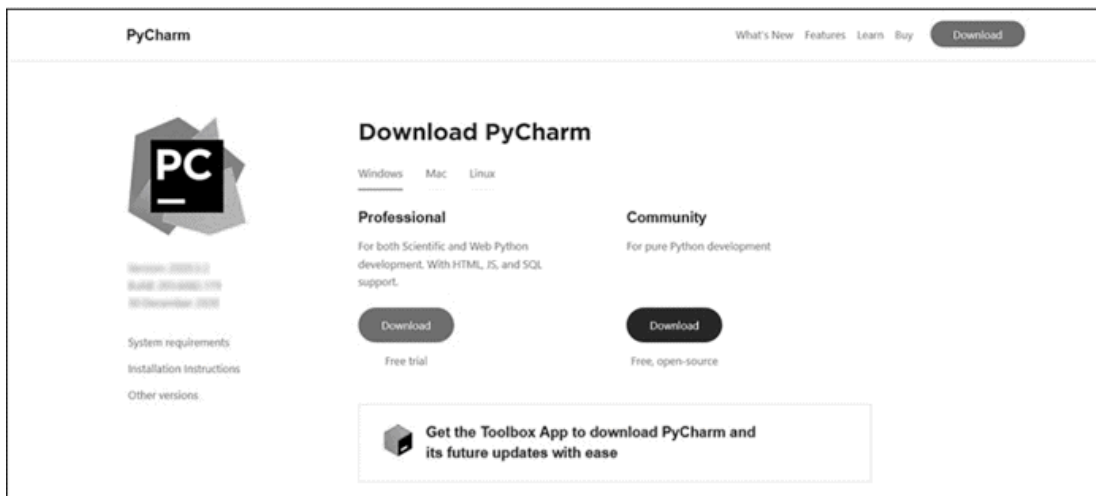 PyCharm
What's New Features Learn Buy Download
PC
Download PyCharm
Windows Mac Linux
Professional
For both Scientific and Web Python
development. With HTML, JS, and SQL
support.
Download
Free trial
Community
For pure Python development
Download
Free, open-source
System requirements
Installation Instructions
Other versions
Get the Toolbox App to download PyCharm and
its future updates with ease